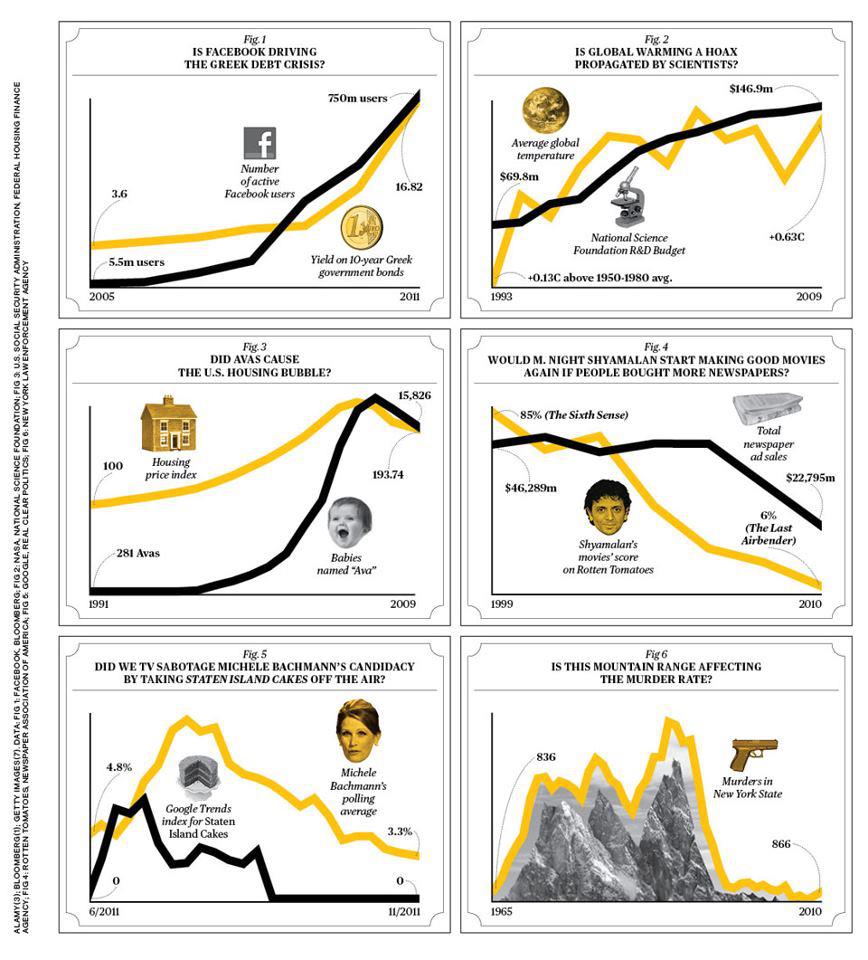 Fig.1
IS FACEBOOK DRIVING
THE GREEK DEBT CRISIS?
750m users
Number
of active
Facebook users
3.6
16.82
1
5.5m users
Yield on 10-year Greek
government bonds
2005
2011
Fig. 2
IS GLOBAL WARMING A HOAX
PROPAGATED BY SCIENTISTS?
$146.9m
Average global
temperature
$69.8m
National Science
Foundation R&D Budget
+0.63C
+0.13C above 1950-1980 avg.
1993
2009
Fig. 3
DID AVAS CAUSE
THE U.S. HOUSING BUBBLE?
15,826
Housing
price index
100
193.74
281 Avas
Babies
named "Ava"
1991
2009
Fig. 4
WOULD M. NIGHT SHYAMALAN START MAKING GOOD MOVIES
AGAIN IF PEOPLE BOUGHT MORE NEWSPAPERS?
85% (The Sixth Sense)
Total
newspaper
ad sales
$46,289m
$22,795m
6%
(The Last
Airbender)
Shyamalan's
movies' score
on Rotten Tomatoes
1999
2010
Fig. 5
DID WE TV SABOTAGE MICHELE BACHMANN'S CANDIDACY
BY TAKING STATEN ISLAND CAKES OFF THE AIR?
4.8%
Google Trends
index for Staten
Island Cakes
Michele
Bachmann's
polling
average
3.3%
0
0
6/2011
11/2011
Fig 6
IS THIS MOUNTAIN RANGE AFFECTING
THE MURDER RATE?
836
Murders in
New York State
866
1965
2010
ALAMY(3); BLOOMBERG(1); GETTY IMAGES(7). DATA: FIG 1: FACEBOOK, BLOOMBERG; FIG 2: NASA, NATIONAL SCIENCE FOUNDATION; FIG 3: U.S. SOCIAL SECURITY ADMINISTRATION, FEDERAL HOUSING FINANCE
AGENCY; FIG 4: ROTTEN TOMATOES, NEWSPAPER ASSOCIATION OF AMERICA; FIG 5: GOOGLE, REAL CLEAR POLITICS; FIG 6: NEW YORK LAW ENFORCEMENT AGENCY